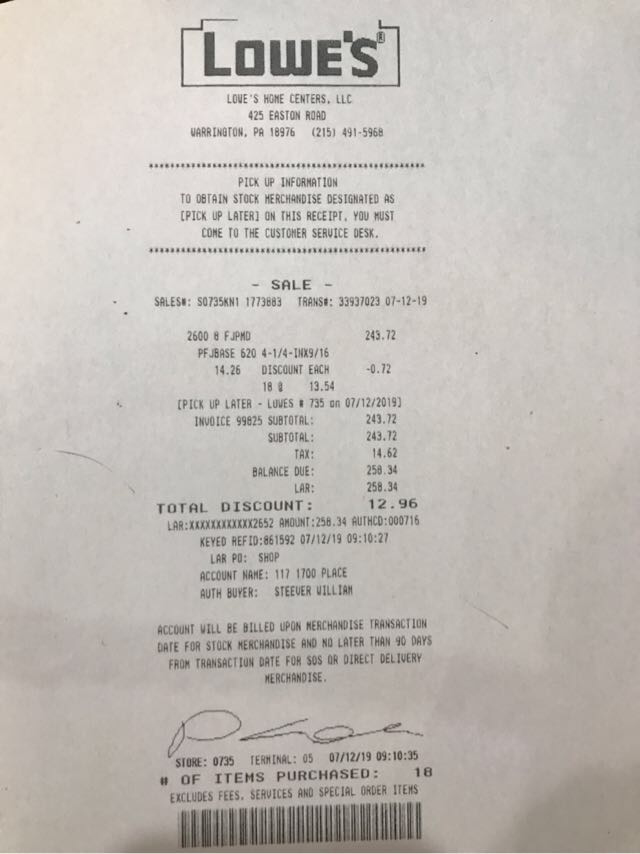 LOWE'S®
LOWE'S HOME CENTERS, LLC
425 EASTON ROAD
WARRINGTON, PA 18976 (215) 491-5968
PICK UP INFORMATION
TO OBTAIN STOCK MERCHANDISE DESIGNATED AS
[PICK UP LATER] ON THIS RECEIPT, YOU MUST
COME TO THE CUSTOMER SERVICE DESK.
- SALE -
SALES#: S0735KN1 1773883 TRANS#: 33937023 07-12-19
2600 8 FJPMD 243.72
PFJBASE 620 4-1/4-INX9/16
14.26 DISCOUNT EACH -0.72
18 @ 13.54
[PICK UP LATER - LOWES # 735 on 07/12/2019]
INVOICE 99825 SUBTOTAL: 243.72
SUBTOTAL: 243.72
TAX: 14.62
BALANCE DUE: 258.34
LAR: 258.34
TOTAL DISCOUNT: 12.96
LAR:XXXXXXXXXXXX2652 AMOUNT:258.34 AUTHCD:000716
KEYED REFID:861592 07/12/19 09:10:27
LAR PO: SHOP
ACCOUNT NAME: 117 1700 PLACE
AUTH BUYER: STEEVER WILLIAM
ACCOUNT WILL BE BILLED UPON MERCHANDISE TRANSACTION
DATE FOR STOCK MERCHANDISE AND NO LATER THAN 90 DAYS
FROM TRANSACTION DATE FOR SOS OR DIRECT DELIVERY
MERCHANDISE.
STORE: 0735 TERMINAL: 05 07/12/19 09:10:35
# OF ITEMS PURCHASED: 18
EXCLUDES FEES, SERVICES AND SPECIAL ORDER ITEMS